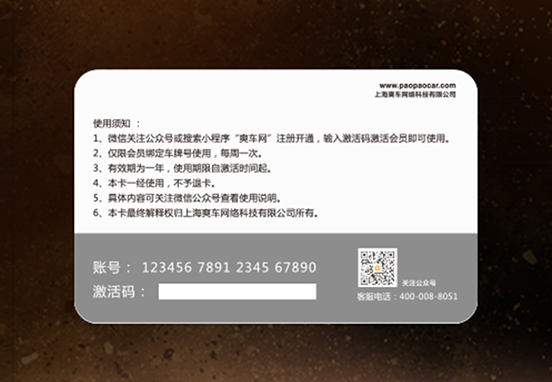 www.paopaocar.com
上海爽车网络科技有限公司
使用须知：
1、微信关注公众号或搜索小程序“爽车网”注册开通，输入激活码激活会员即可使用。
2、仅限会员绑定车牌号使用，每周一次。
3、有效期为一年，使用期限自激活时间起。
4、本卡一经使用，不予退卡。
5、具体内容可关注微信公众号查看使用说明。
6、本卡最终解释权归上海爽车网络科技有限公司所有。
账号： 123456 7891 2345 67890
激活码：
关注公众号
客服电话：400-008-8051